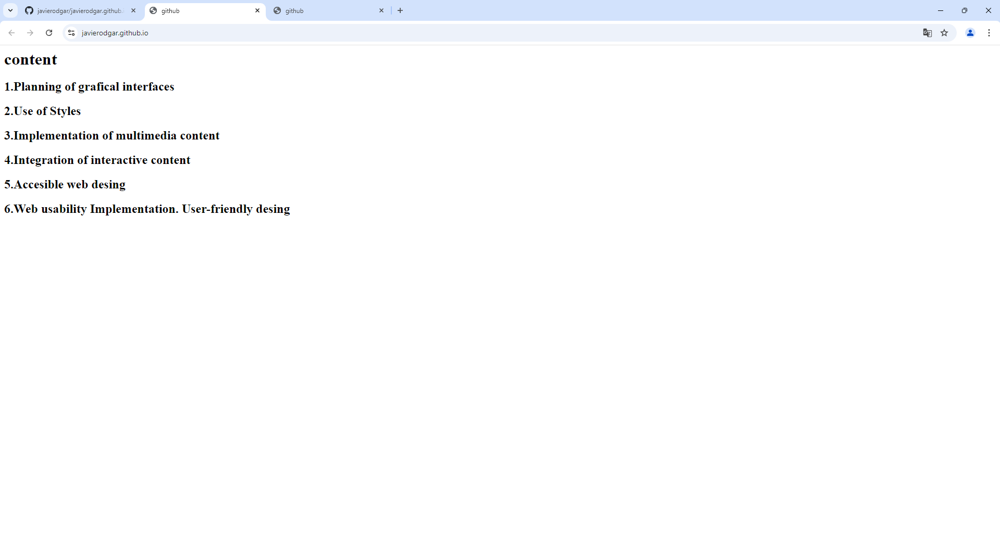 javierodgar/javierodgar.github.
github
github
javierodgar.github.io
content
1.Planning of grafical interfaces
2.Use of Styles
3.Implementation of multimedia content
4.Integration of interactive content
5.Accesible web desing
6.Web usability Implementation. User-friendly desing